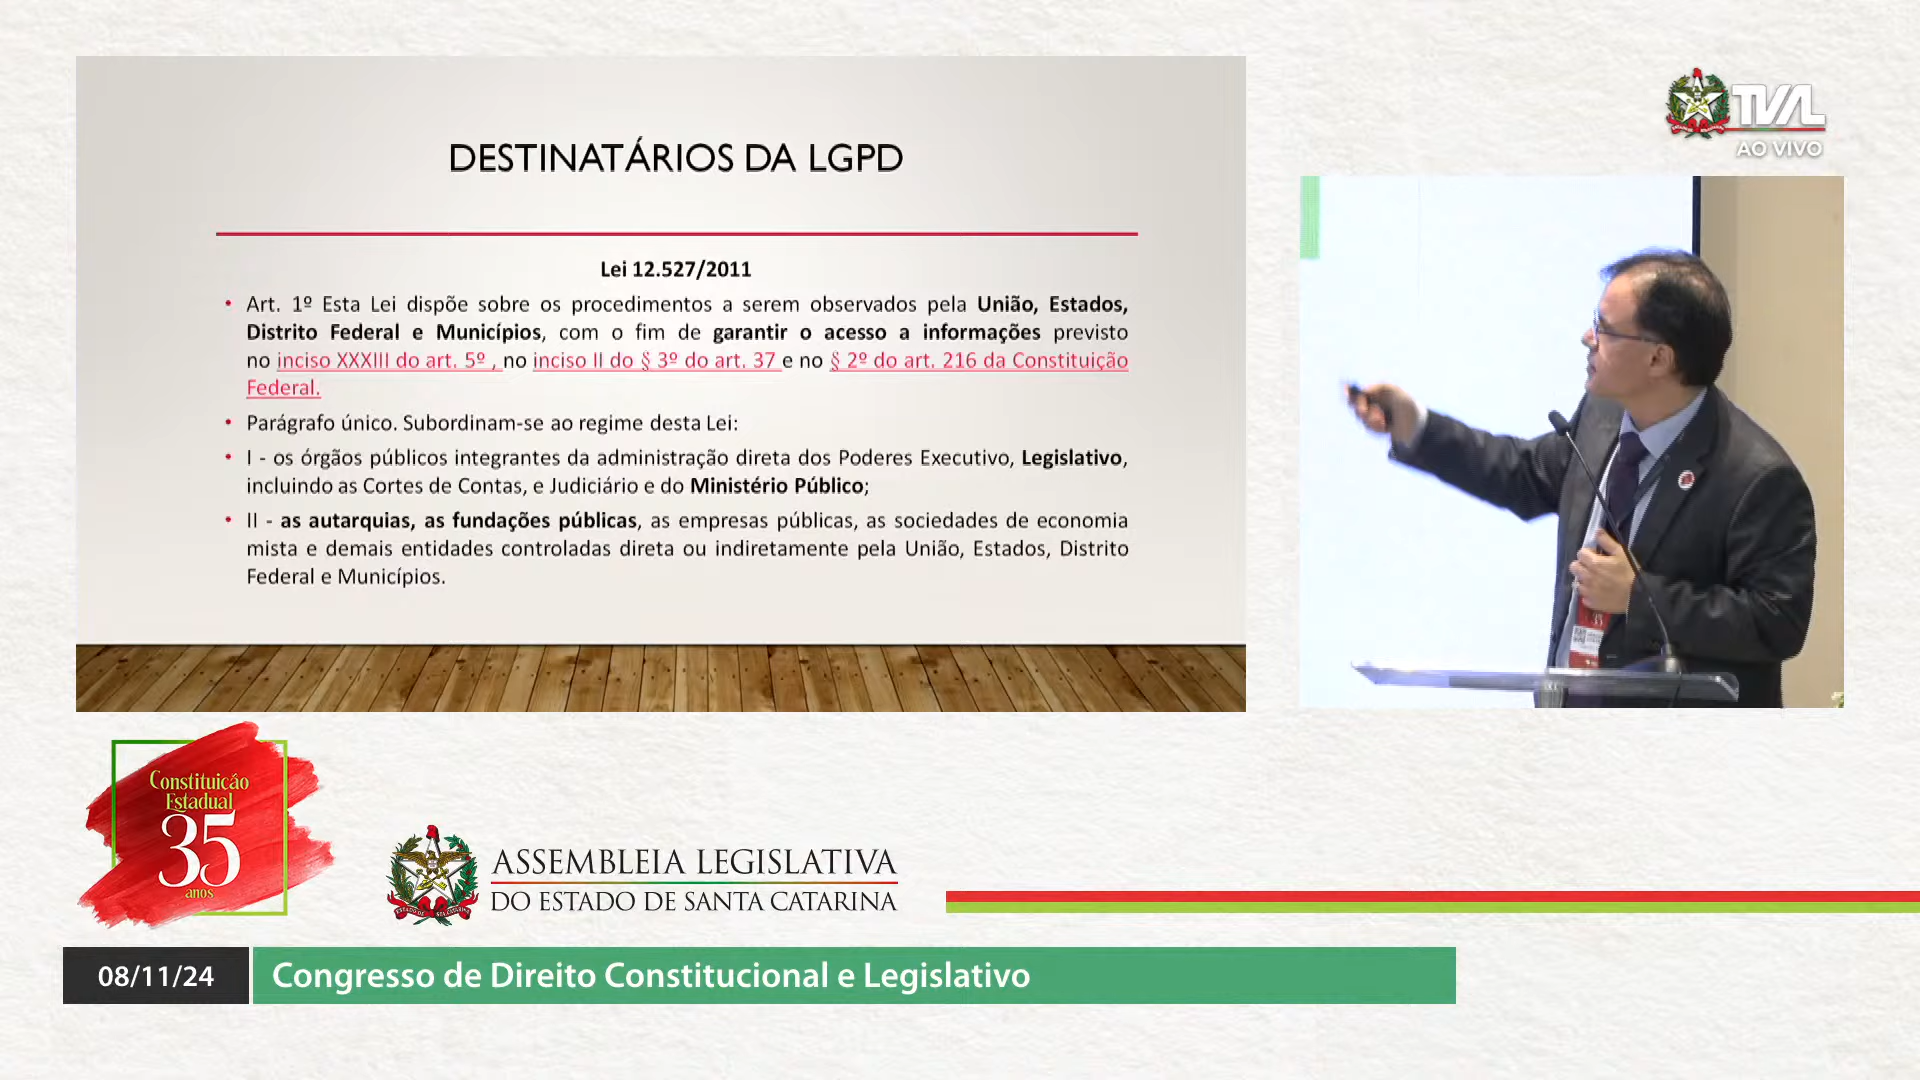 TVAL
AO VIVO
DESTINATÁRIOS DA LGPD
Lei 12.527/2011
• Art. 1º Esta Lei dispõe sobre os procedimentos a serem observados pela União, Estados,
Distrito Federal e Municípios, com o fim de garantir o acesso a informações previsto
no inciso XXXIII do art. 5º , no inciso II do § 3º do art. 37 e no § 2º do art. 216 da Constituição
Federal.
• Parágrafo único. Subordinam-se ao regime desta Lei:
• I - os órgãos públicos integrantes da administração direta dos Poderes Executivo, Legislativo,
incluindo as Cortes de Contas, e Judiciário e do Ministério Público;
• II - as autarquias, as fundações públicas, as empresas públicas, as sociedades de economia
mista e demais entidades controladas direta ou indiretamente pela União, Estados, Distrito
Federal e Municípios.
Constituição
Estadual
35
anos
ASSEMBLEIA LEGISLATIVA
DO ESTADO DE SANTA CATARINA
08/11/24
Congresso de Direito Constitucional e Legislativo